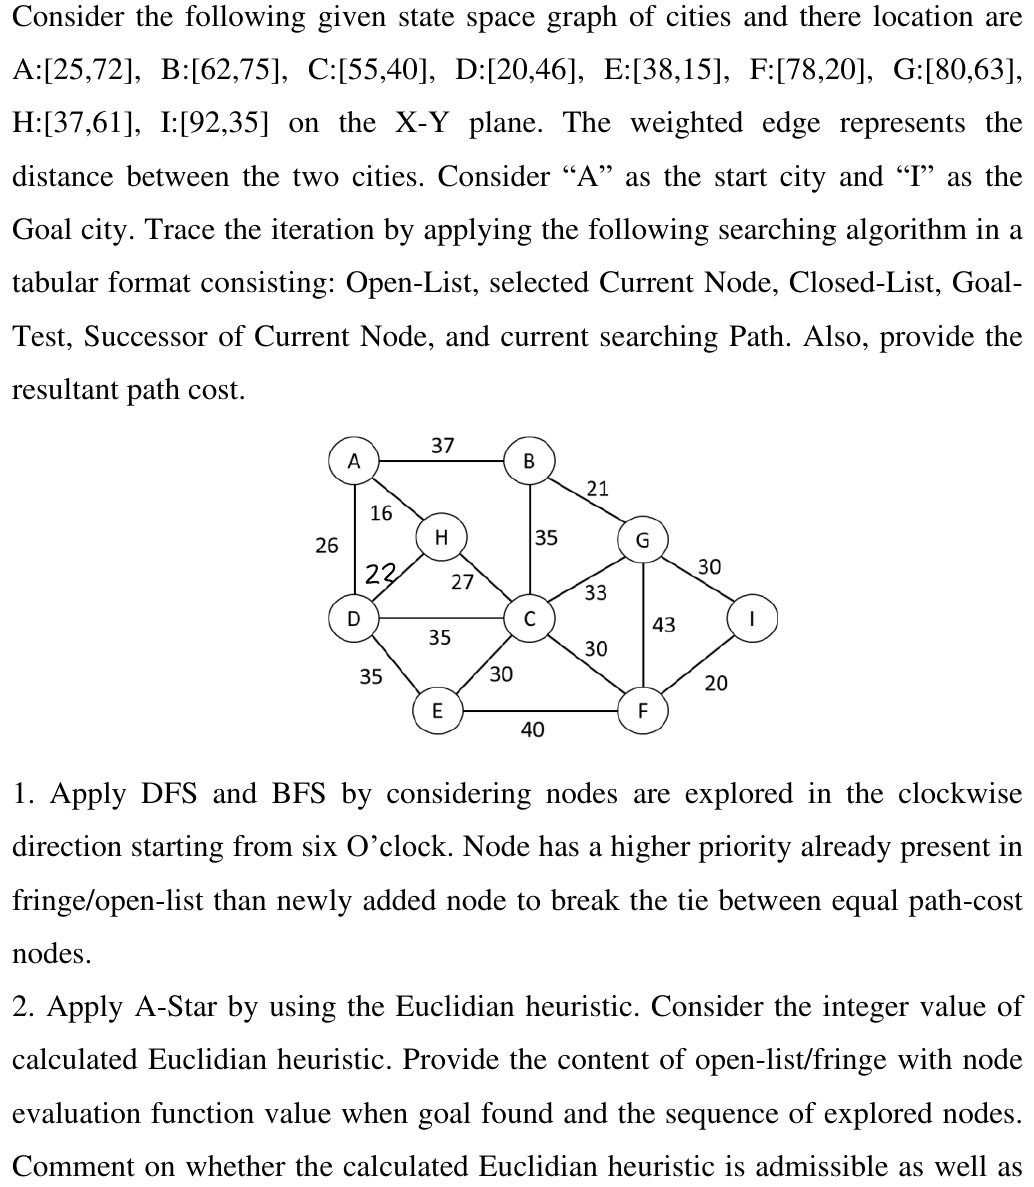 Consider the following given state space graph of cities and there location are
A:[25,72], B:[62,75], C:[55,40], D:[20,46], E:[38,15], F:[78,20], G:[80,63],
H:[37,61], I:[92,35] on the X-Y plane. The weighted edge represents the
distance between the two cities. Consider “A” as the start city and “I” as the
Goal city. Trace the iteration by applying the following searching algorithm in a
tabular format consisting: Open-List, selected Current Node, Closed-List, Goal-
Test, Successor of Current Node, and current searching Path. Also, provide the
resultant path cost.
37
A
B
21
16
H
35
G
26
30
22
27
33
D
C
I
35
43
30
35
30
20
E
F
40
1. Apply DFS and BFS by considering nodes are explored in the clockwise
direction starting from six O’clock. Node has a higher priority already present in
fringe/open-list than newly added node to break the tie between equal path-cost
nodes.
2. Apply A-Star by using the Euclidian heuristic. Consider the integer value of
calculated Euclidian heuristic. Provide the content of open-list/fringe with node
evaluation function value when goal found and the sequence of explored nodes.
Comment on whether the calculated Euclidian heuristic is admissible as well as